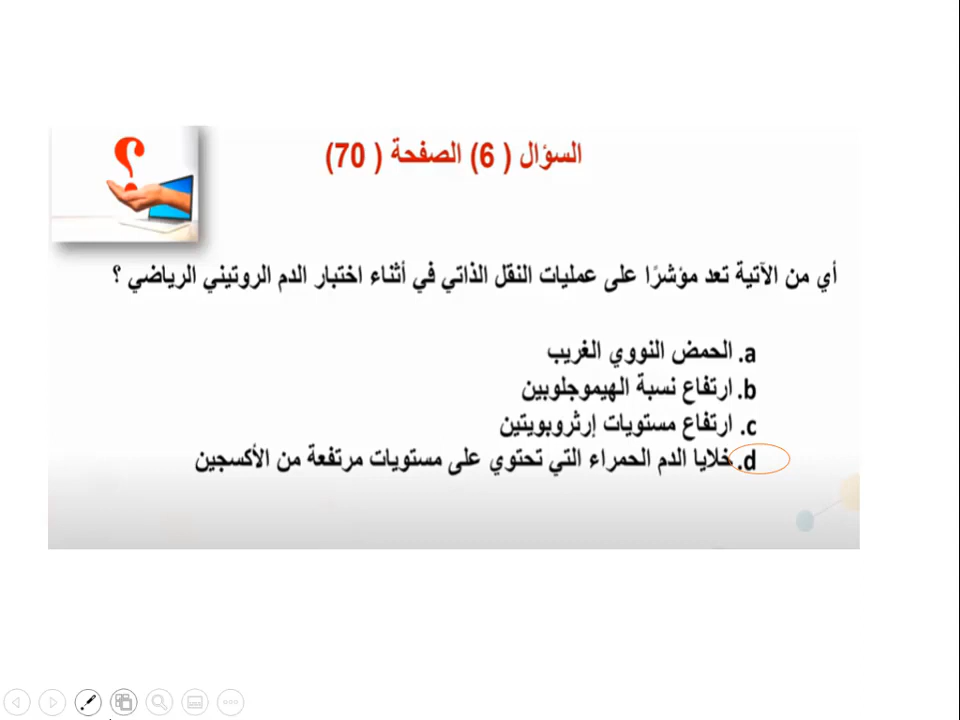 السؤال ( 6) الصفحة ( 70)
أي من الآتية تعد مؤشرًا على عمليات النقل الذاتي في أثناء اختبار الدم الروتيني الرياضي ؟
a. الحمض النووي الغريب
b. ارتفاع نسبة الهيموجلوبين
c. ارتفاع مستويات إرثروبويتين
d. خلايا الدم الحمراء التي تحتوي على مستويات مرتفعة من الأكسجين